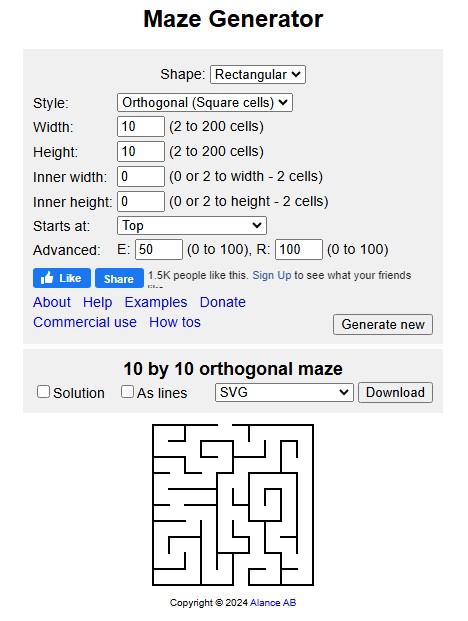 Maze Generator
Shape: Rectangular
Style: Orthogonal (Square cells)
Width: 10 (2 to 200 cells)
Height: 10 (2 to 200 cells)
Inner width: 0 (0 or 2 to width - 2 cells)
Inner height: 0 (0 or 2 to height - 2 cells)
Starts at: Top
Advanced: E: 50 (0 to 100), R: 100 (0 to 100)
Like Share 1.5K people like this. Sign Up to see what your friends
About Help Examples Donate
Commercial use How tos Generate new
10 by 10 orthogonal maze
Solution As lines SVG Download
Copyright © 2024 Alance AB